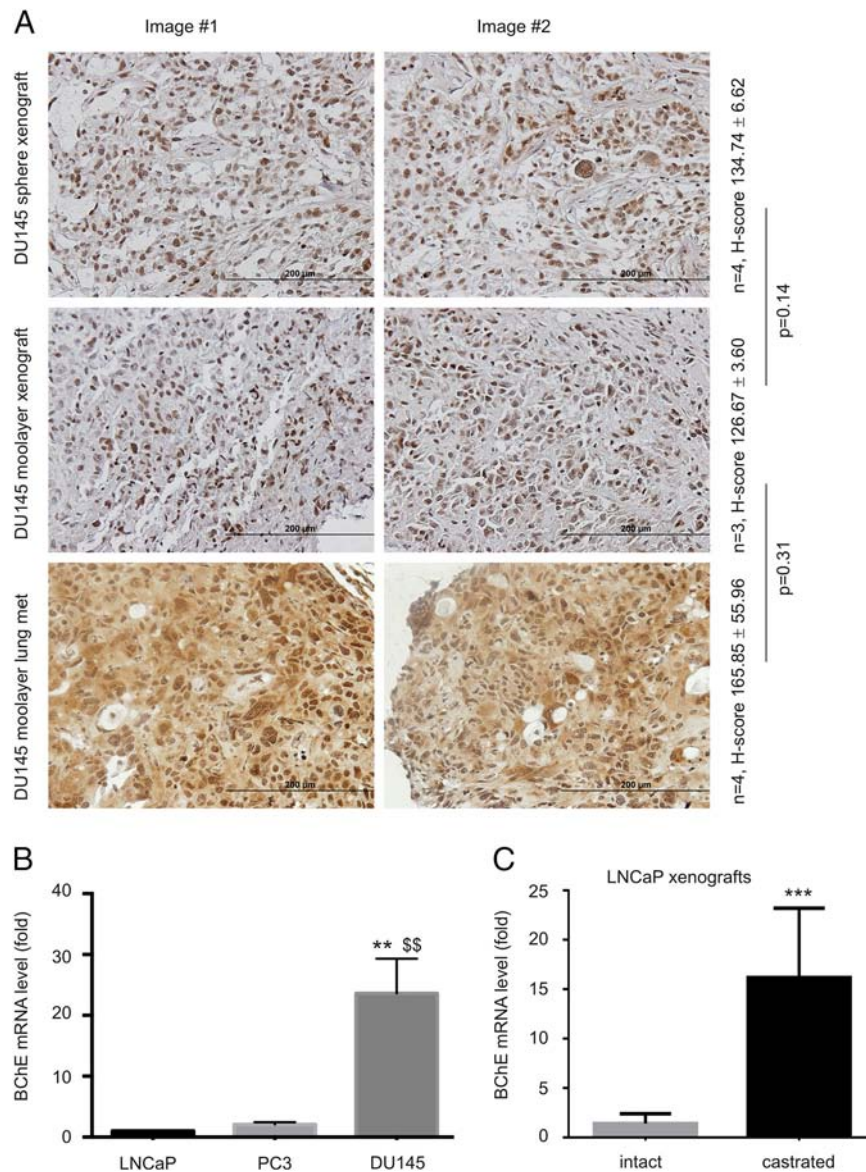 A
Image #1
Image #2
DU145 sphere xenograft
200 µm
200 µm
n=4, H-score 134.74 ± 6.62
p=0.14
DU145 moolayer xenograft
200 µm
200 µm
n=3, H-score 126.67 ± 3.60
p=0.31
DU145 moolayer lung met
200 µm
200 µm
n=4, H-score 165.85 ± 55.96
B
BChE mRNA level (fold)
40
30
20
10
0
** $$
LNCaP
PC3
DU145
C
LNCaP xenografts
BChE mRNA level (fold)
25
20
15
10
5
0
***
intact
castrated